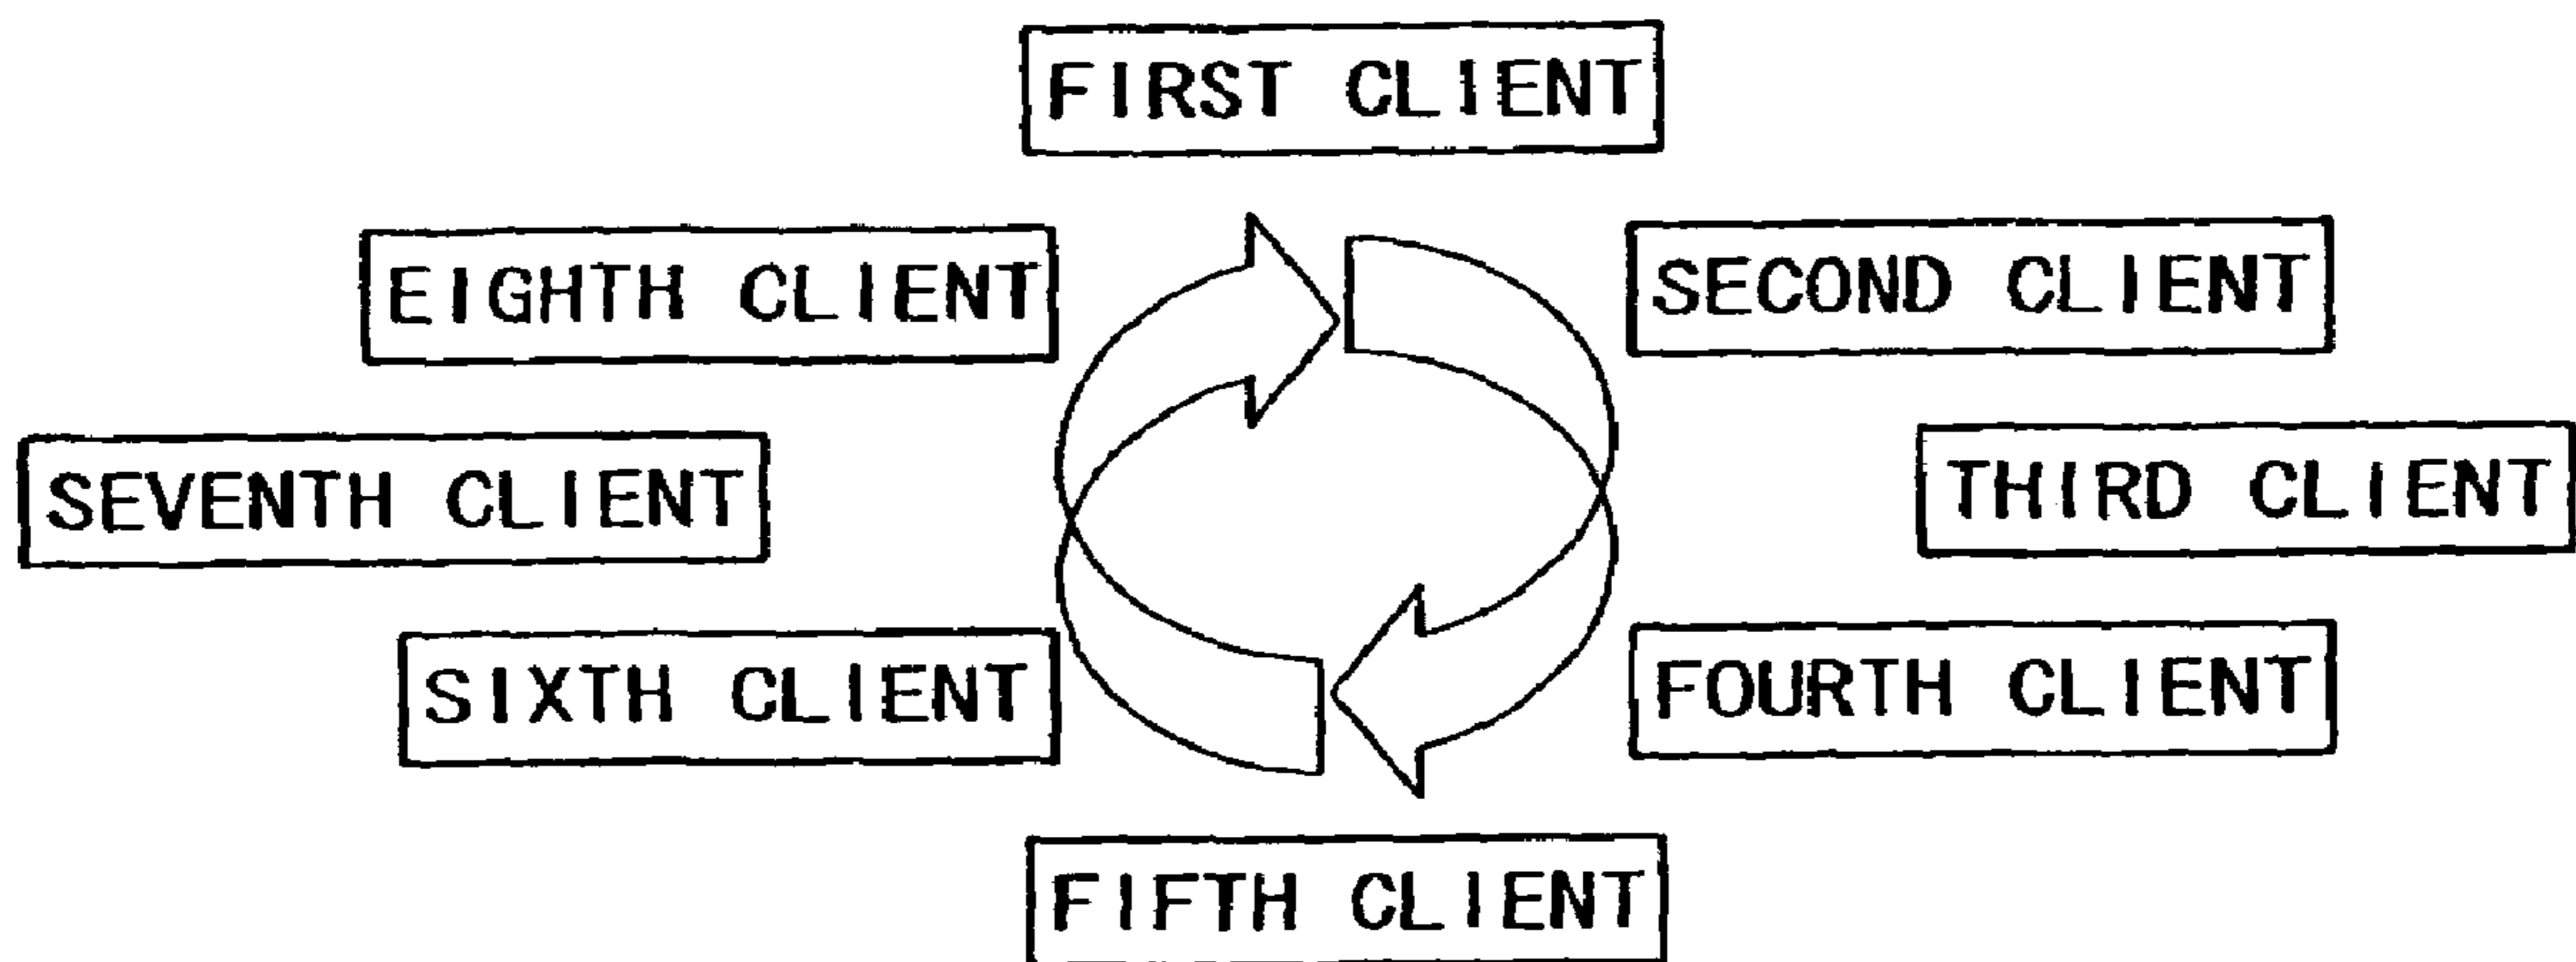 FIRST CLIENT
EIGHTH CLIENT
SECOND CLIENT
SEVENTH CLIENT
THIRD CLIENT
SIXTH CLIENT
FOURTH CLIENT
FIFTH CLIENT